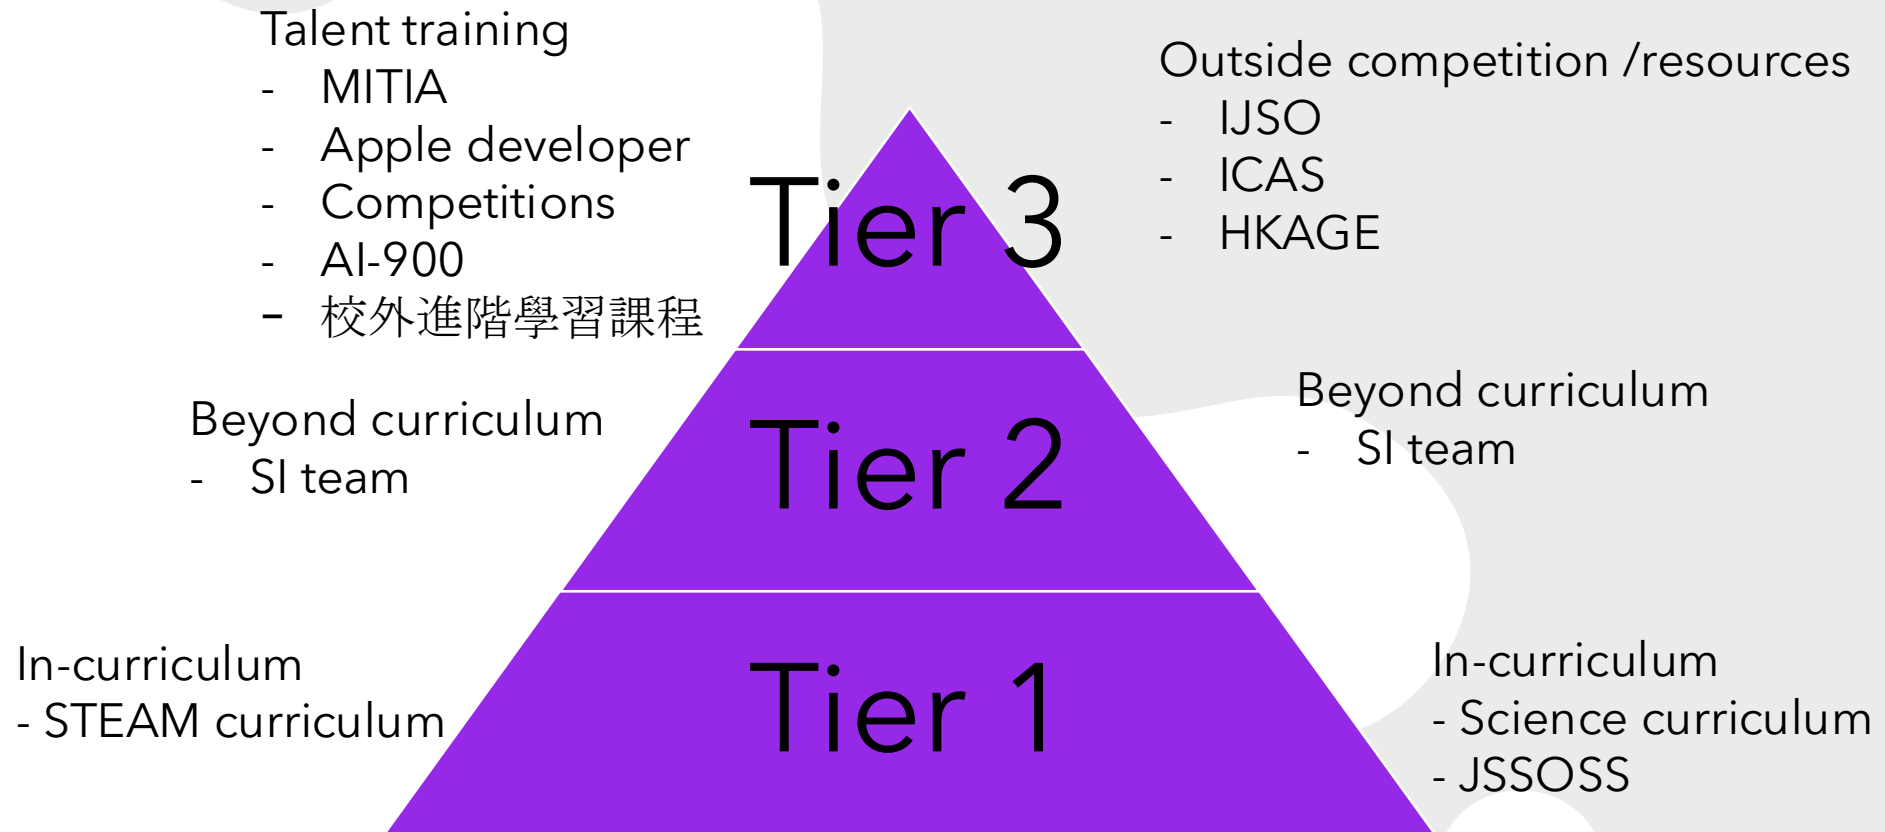 Talent training
- MITIA
- Apple developer
- Competitions
- AI-900
- 校外進階學習課程
Outside competition /resources
- IJSO
- ICAS
- HKAGE
Tier 3
Beyond curriculum
- SI team
Tier 2
Beyond curriculum
- SI team
In-curriculum
- STEAM curriculum
Tier 1
In-curriculum
- Science curriculum
- JSSOSS